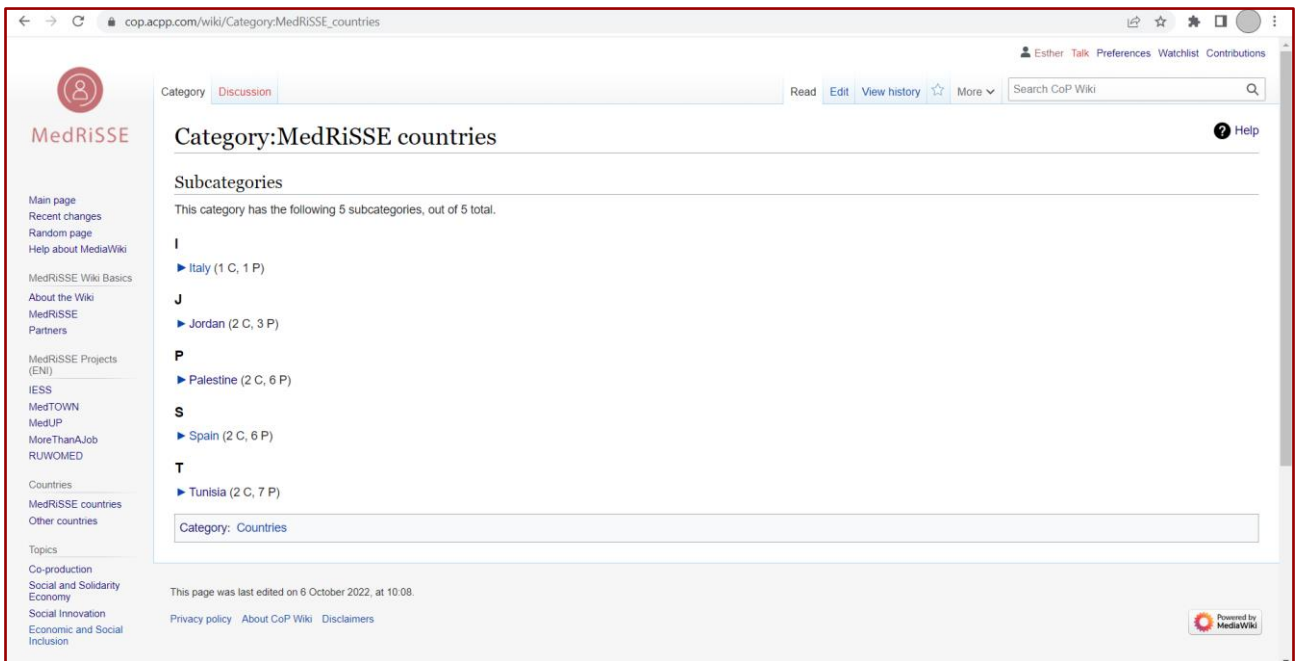 cop.acpp.com/wiki/Category:MedRiSSE_countries
Esther Talk Preferences Watchlist Contributions
MedRiSSE
Category Discussion
Read Edit View history More
Search CoP Wiki
Category:MedRiSSE countries
Help
Subcategories
This category has the following 5 subcategories, out of 5 total.
I
► Italy (1 C, 1 P)
J
► Jordan (2 C, 3 P)
P
► Palestine (2 C, 6 P)
S
► Spain (2 C, 6 P)
T
► Tunisia (2 C, 7 P)
Category: Countries
Main page
Recent changes
Random page
Help about MediaWiki
MedRiSSE Wiki Basics
About the Wiki
MedRiSSE
Partners
MedRiSSE Projects
(ENI)
IESS
MedTOWN
MedUP
MoreThanAJob
RUWOMED
Countries
MedRiSSE countries
Other countries
Topics
Co-production
Social and Solidarity
Economy
Social Innovation
Economic and Social
Inclusion
This page was last edited on 6 October 2022, at 10:08.
Privacy policy About CoP Wiki Disclaimers
Powered by
MediaWiki